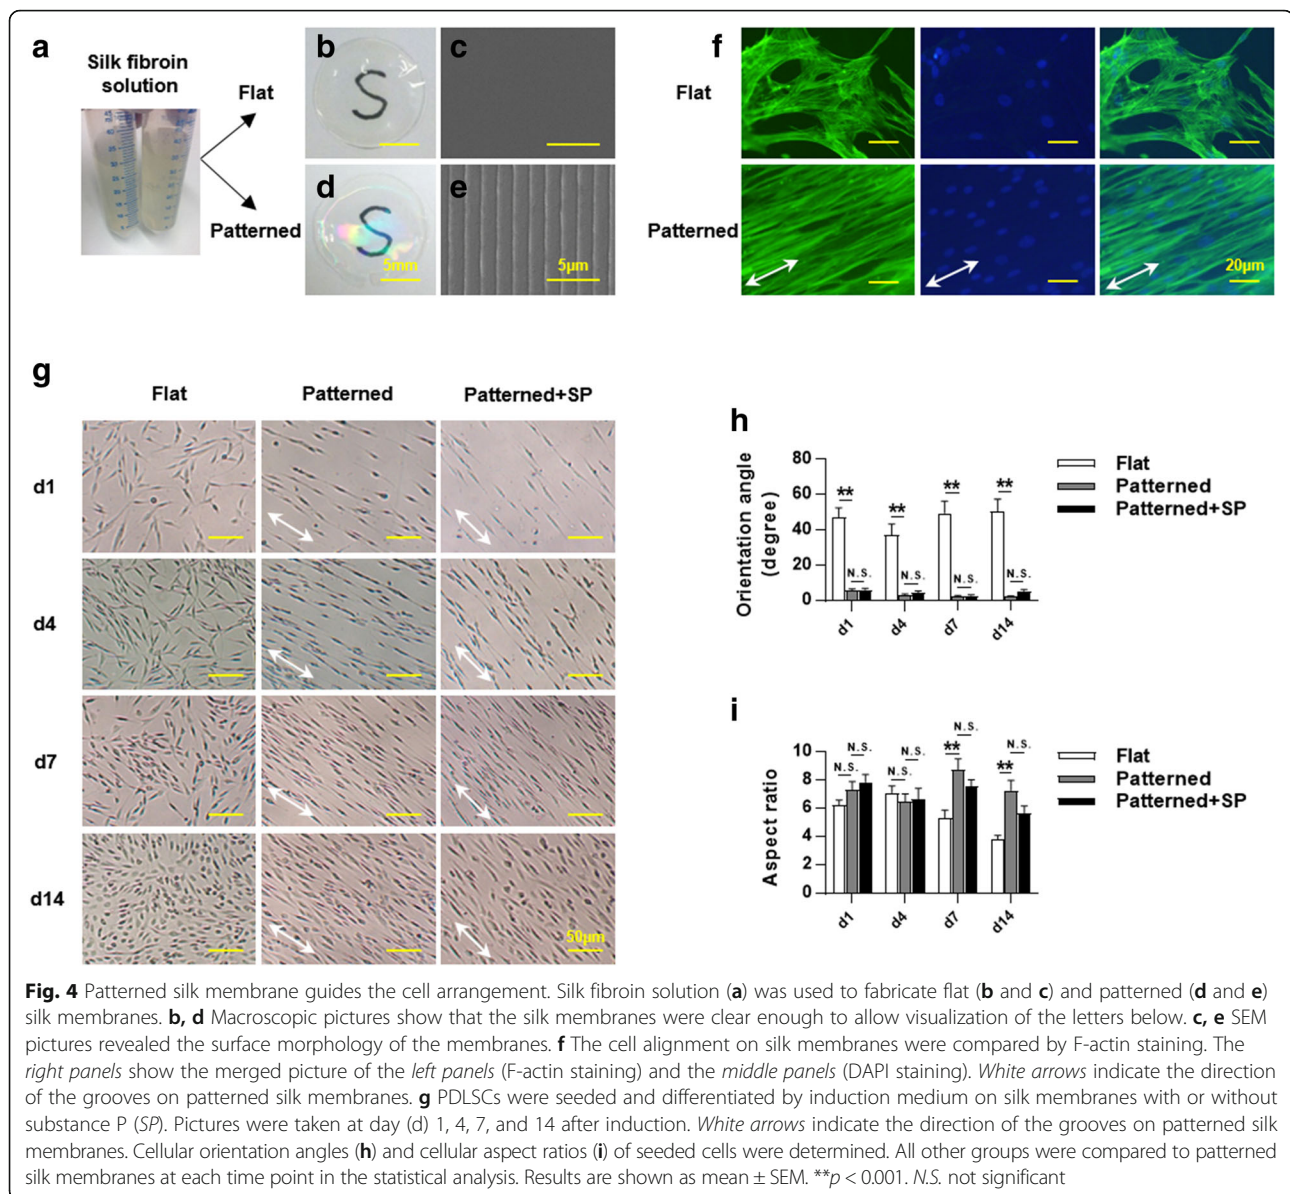 a
Silk fibroin
solution
Flat
Patterned
b
S
c
d
S
5mm
e
5µm
f
Flat
Patterned
20µm
g
Flat
Patterned
Patterned+SP
d1
d4
d7
d14
50µm
h
Orientation angle
(degree)
80
60
40
20
0
**
**
**
**
N.S.
N.S.
N.S.
N.S.
d1
d4
d7
d14
Flat
Patterned
Patterned+SP
i
Aspect ratio
10
8
6
4
2
0
N.S.
N.S.
N.S.
N.S.
**
N.S.
**
N.S.
d1
d4
d7
d14
Flat
Patterned
Patterned+SP
Fig. 4 Patterned silk membrane guides the cell arrangement. Silk fibroin solution (a) was used to fabricate flat (b and c) and patterned (d and e)
silk membranes. b, d Macroscopic pictures show that the silk membranes were clear enough to allow visualization of the letters below. c, e SEM
pictures revealed the surface morphology of the membranes. f The cell alignment on silk membranes were compared by F-actin staining. The
right panels show the merged picture of the left panels (F-actin staining) and the middle panels (DAPI staining). White arrows indicate the direction
of the grooves on patterned silk membranes. g PDLSCs were seeded and differentiated by induction medium on silk membranes with or without
substance P (SP). Pictures were taken at day (d) 1, 4, 7, and 14 after induction. White arrows indicate the direction of the grooves on patterned silk
membranes. Cellular orientation angles (h) and cellular aspect ratios (i) of seeded cells were determined. All other groups were compared to patterned
silk membranes at each time point in the statistical analysis. Results are shown as mean ± SEM. **p < 0.001. N.S. not significant